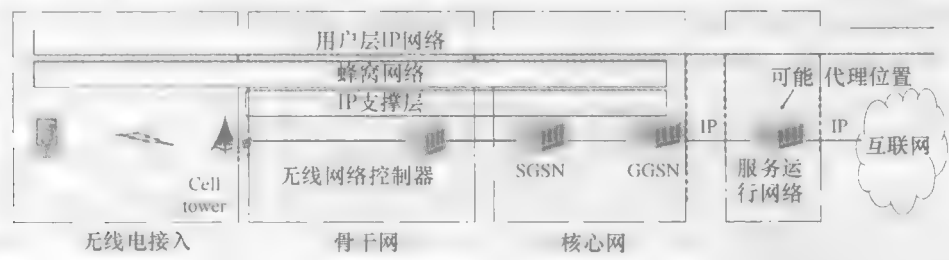 用户层IP网络
蜂窝网络
可能 代理位置
IP支撑层
IP
IP
互联网
无线网络控制器
SGSN
GGSN
服务运
行网络
Cell
tower
无线电接入
骨干网
核心网